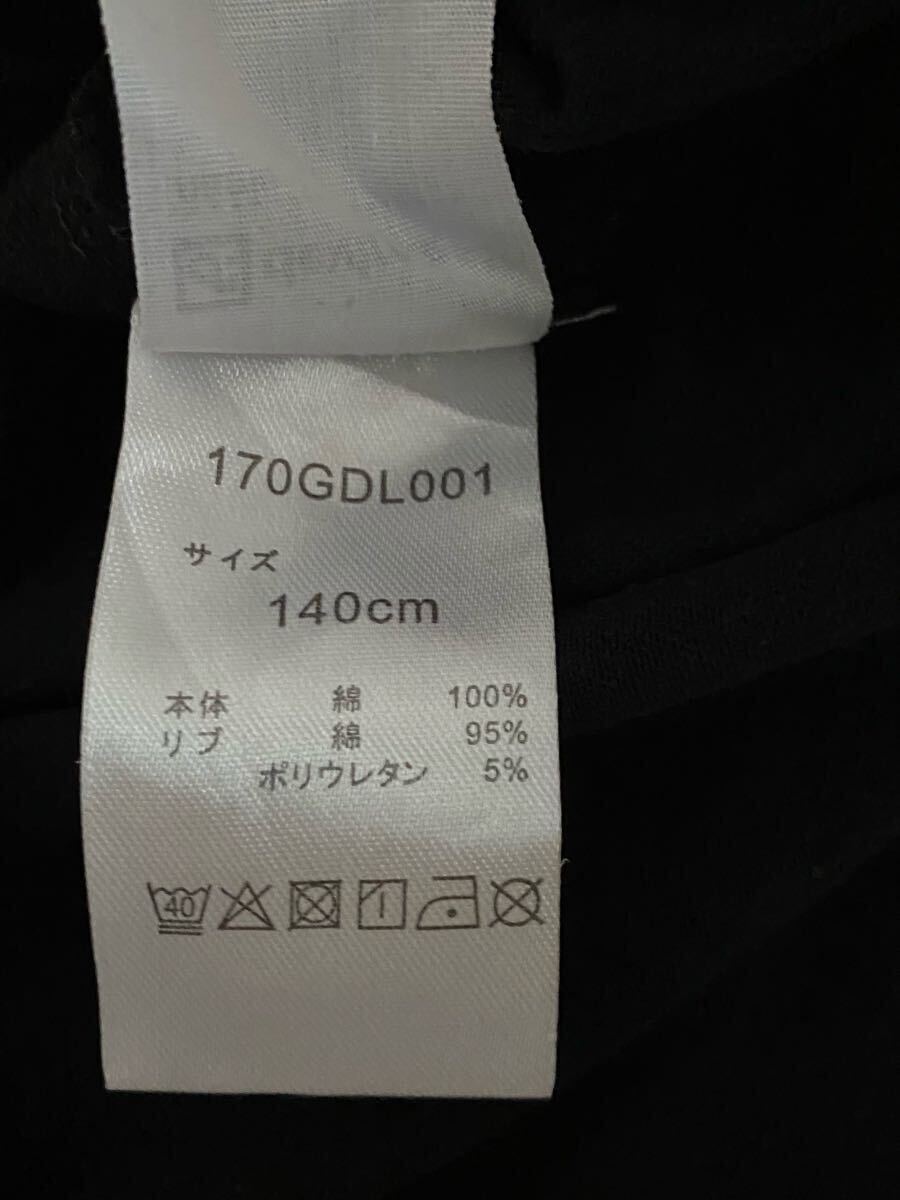 170GDL001
サイズ
140cm
本体 綿 100%
リブ 綿 95%
ポリウレタン 5%
40